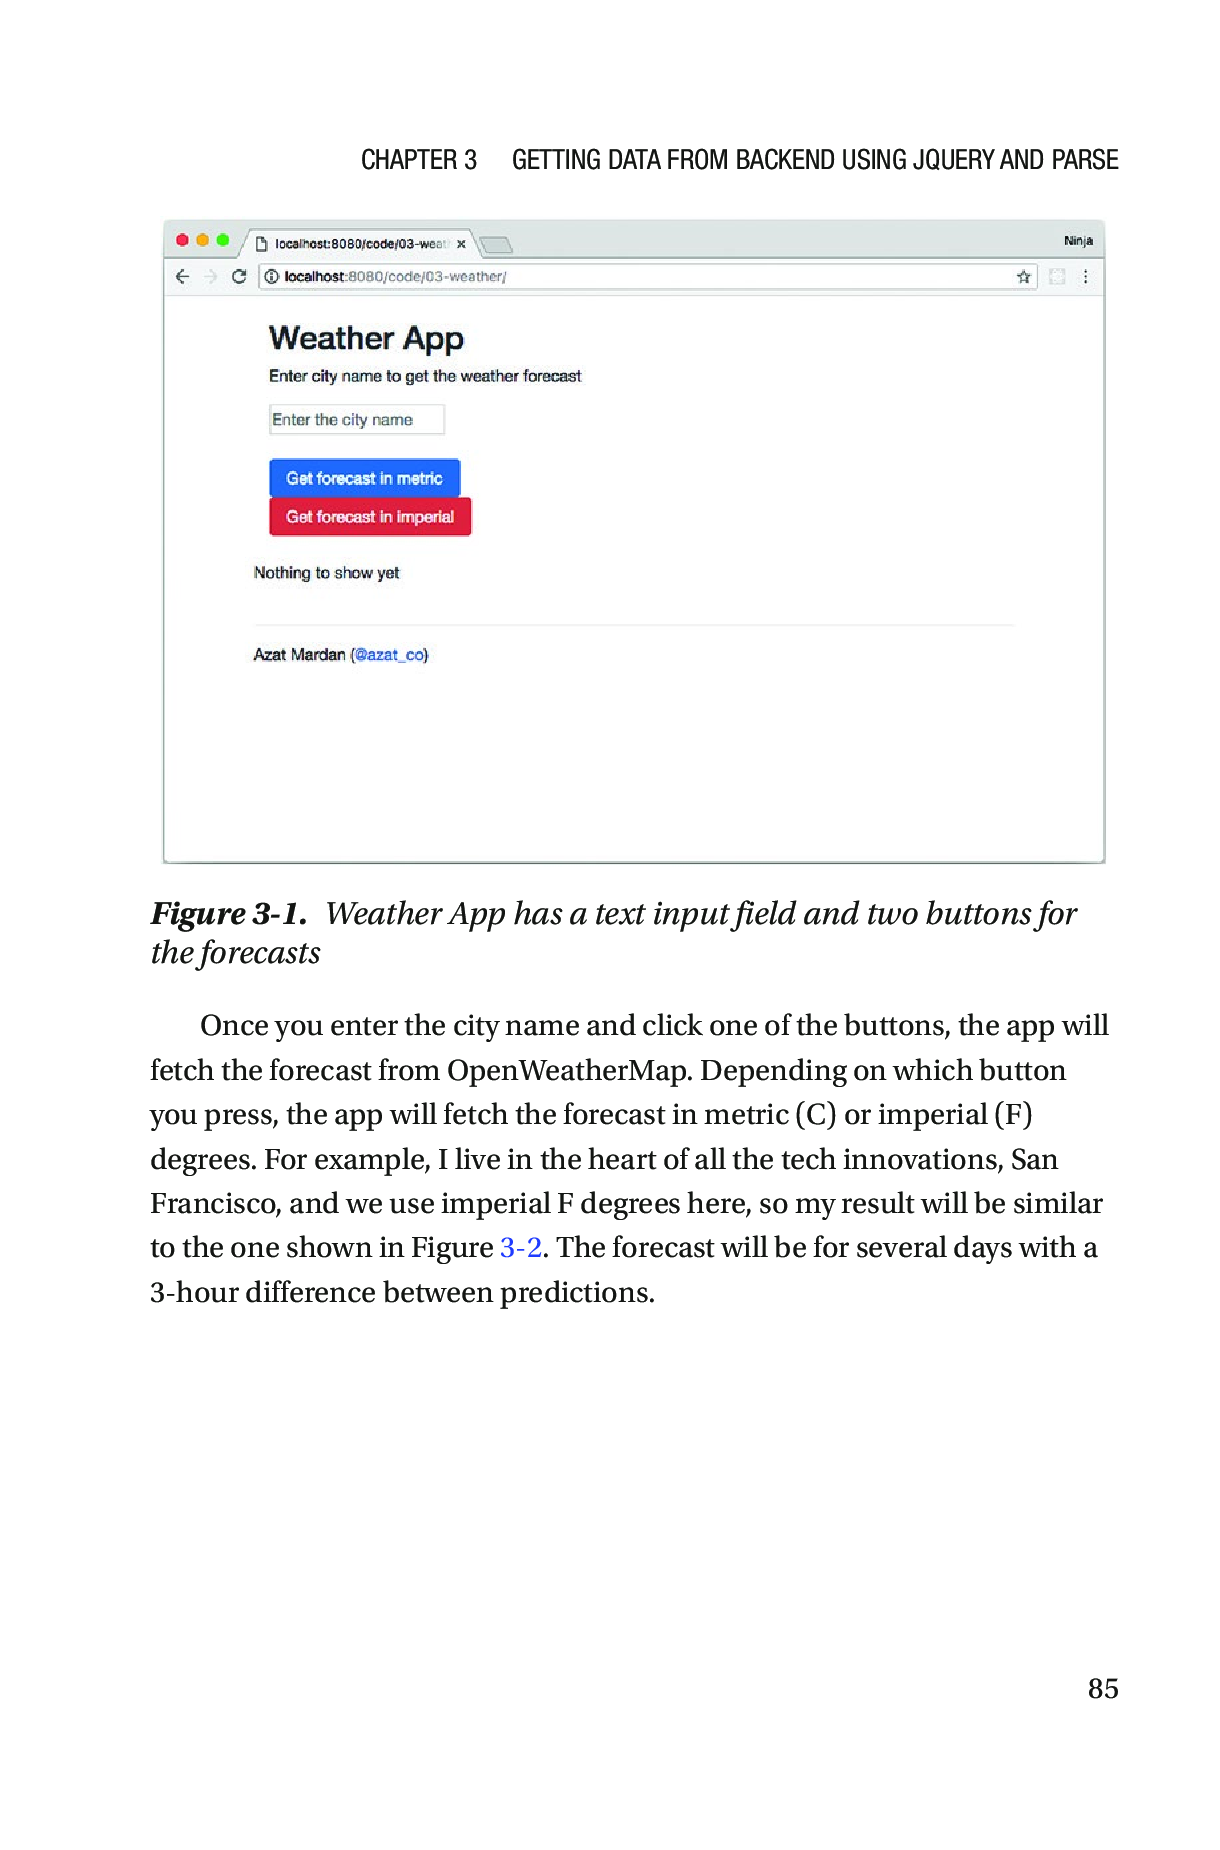 CHAPTER 3 GETTING DATA FROM BACKEND USING JQUERY AND PARSE
localhost:8080/code/03-weat
Ninja
localhost:8080/code/03-weather/
Weather App
Enter city name to get the weather forecast
Enter the city name
Get forecast in metric
Get forecast in imperial
Nothing to show yet
Azat Mardan (@azat_co)
Figure 3-1. Weather App has a text input field and two buttons for
the forecasts
Once you enter the city name and click one of the buttons, the app will
fetch the forecast from OpenWeatherMap. Depending on which button
you press, the app will fetch the forecast in metric (C) or imperial (F)
degrees. For example, I live in the heart of all the tech innovations, San
Francisco, and we use imperial F degrees here, so my result will be similar
to the one shown in Figure 3-2. The forecast will be for several days with a
3-hour difference between predictions.
85